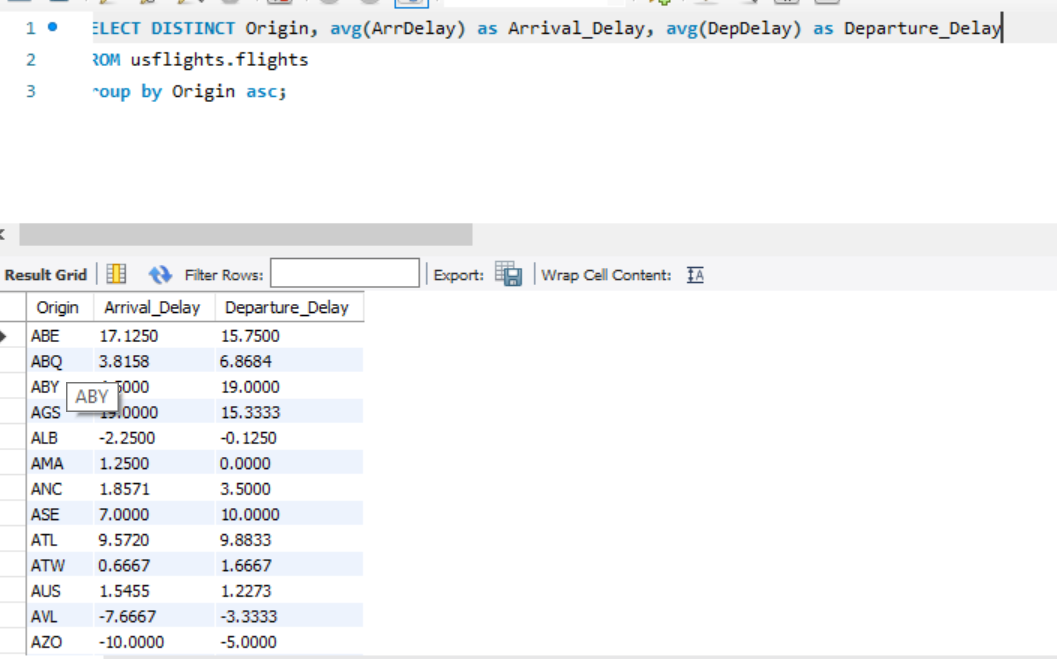 1 ELECT DISTINCT Origin, avg(ArrDelay) as Arrival_Delay, avg(DepDelay) as Departure_Delay
2 ROM usflights.flights
3 roup by Origin asc;
Result Grid Filter Rows: Export: Wrap Cell Content:
Origin Arrival_Delay Departure_Delay
ABE 17.1250 15.7500
ABQ 3.8158 6.8684
ABY 5000 19.0000
ABY
AGS 19.0000 15.3333
ALB -2.2500 -0.1250
AMA 1.2500 0.0000
ANC 1.8571 3.5000
ASE 7.0000 10.0000
ATL 9.5720 9.8833
ATW 0.6667 1.6667
AUS 1.5455 1.2273
AVL -7.6667 -3.3333
AZO -10.0000 -5.0000